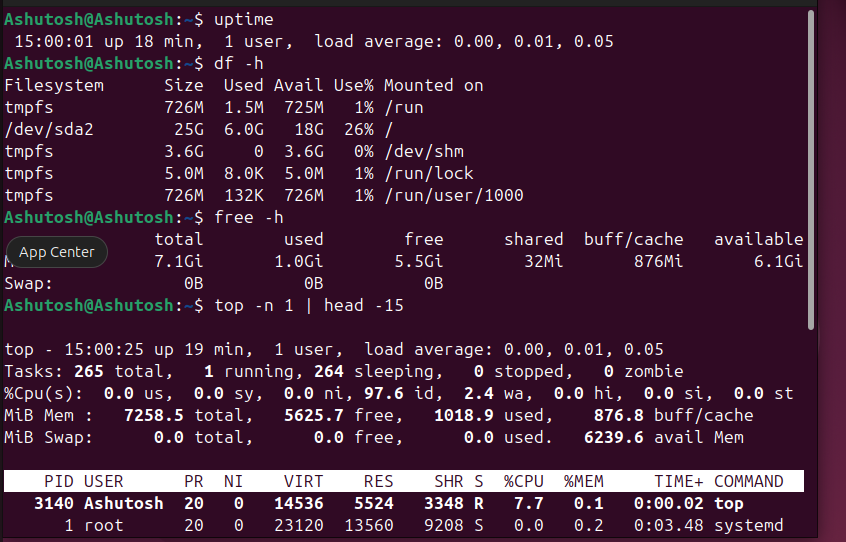 Ashutosh@Ashutosh:~$ uptime
 15:00:01 up 18 min,  1 user,  load average: 0.00, 0.01, 0.05
Ashutosh@Ashutosh:~$ df -h
Filesystem      Size  Used Avail Use% Mounted on
tmpfs           726M  1.5M  725M   1% /run
/dev/sda2        25G  6.0G   18G  26% /
tmpfs           3.6G     0  3.6G   0% /dev/shm
tmpfs           5.0M  8.0K  5.0M   1% /run/lock
tmpfs           726M  132K  726M   1% /run/user/1000
Ashutosh@Ashutosh:~$ free -h
               total        used        free      shared  buff/cache   available
App Center
7.1Gi       1.0Gi       5.5Gi        32Mi       876Mi       6.1Gi
Swap:             0B          0B          0B
Ashutosh@Ashutosh:~$ top -n 1 | head -15
top - 15:00:25 up 19 min,  1 user,  load average: 0.00, 0.01, 0.05
Tasks: 265 total,   1 running, 264 sleeping,   0 stopped,   0 zombie
%Cpu(s):  0.0 us,  0.0 sy,  0.0 ni, 97.6 id,  2.4 wa,  0.0 hi,  0.0 si,  0.0 st
MiB Mem :   7258.5 total,   5625.7 free,   1018.9 used,    876.8 buff/cache
MiB Swap:      0.0 total,      0.0 free,      0.0 used.   6239.6 avail Mem
    PID USER      PR  NI    VIRT    RES    SHR S  %CPU  %MEM     TIME+ COMMAND
   3140 Ashutosh  20   0   14536   5524   3348 R   7.7   0.1   0:00.02 top
      1 root      20   0   23120  13560   9208 S   0.0   0.2   0:03.48 systemd